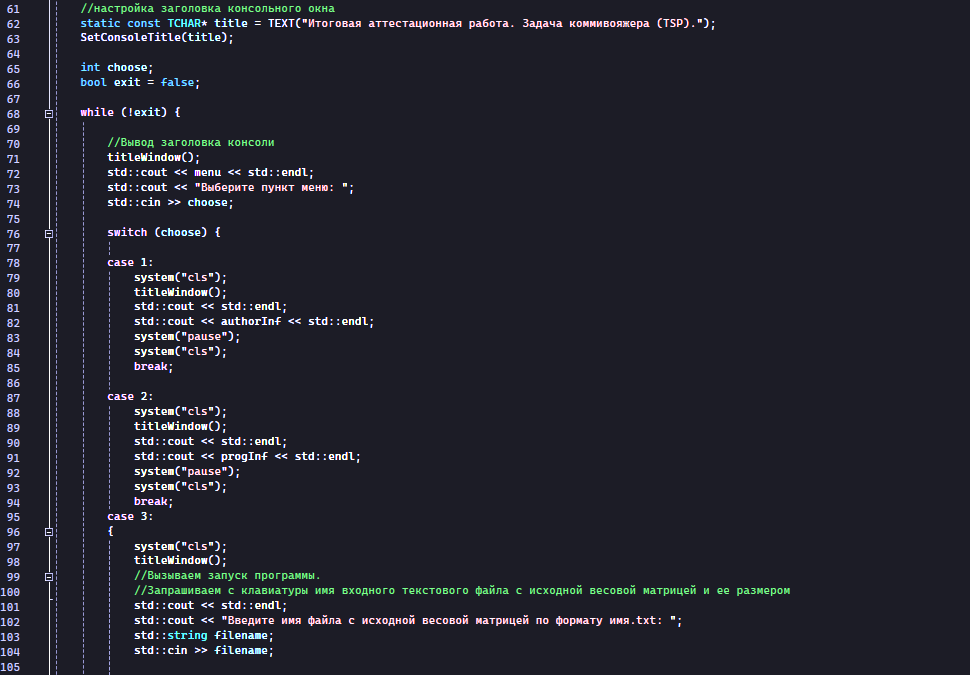 61 //настройка заголовка консольного окна
62 static const TCHAR* title = TEXT("Итоговая аттестационная работа. Задача коммивояжера (TSP).");
63 SetConsoleTitle(title);
64
65 int choose;
66 bool exit = false;
67
68 while (!exit) {
69
70 //Вывод заголовка консоли
71 titleWindow();
72 std::cout << menu << std::endl;
73 std::cout << "Выберите пункт меню: ";
74 std::cin >> choose;
75
76 switch (choose) {
77
78 case 1:
79 system("cls");
80 titleWindow();
81 std::cout << std::endl;
82 std::cout << authorInf << std::endl;
83 system("pause");
84 system("cls");
85 break;
86
87 case 2:
88 system("cls");
89 titleWindow();
90 std::cout << std::endl;
91 std::cout << progInf << std::endl;
92 system("pause");
93 system("cls");
94 break;
95 case 3:
96 {
97 system("cls");
98 titleWindow();
99 //Вызываем запуск программы.
100 //Запрашиваем с клавиатуры имя входного текстового файла с исходной весовой матрицей и ее размером
101 std::cout << std::endl;
102 std::cout << "Введите имя файла с исходной весовой матрицей по формату имя.txt: ";
103 std::string filename;
104 std::cin >> filename;
105